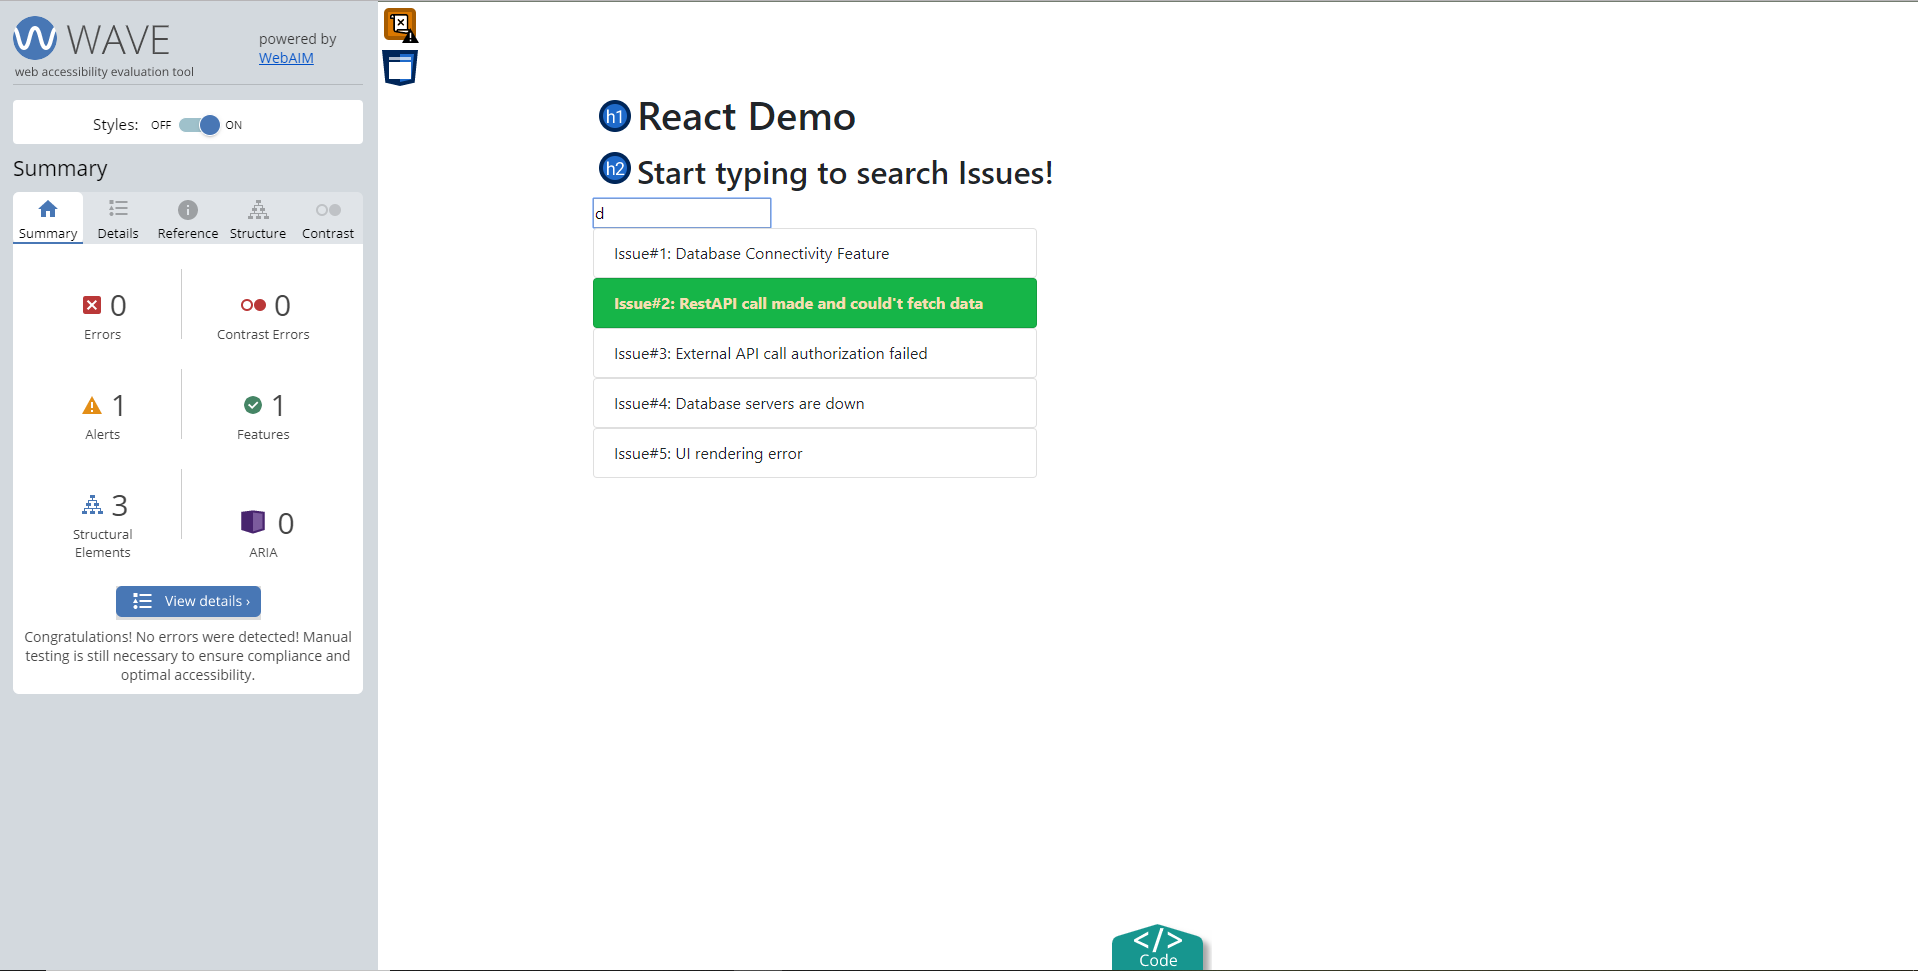 WAVE
powered by
WebAIM
web accessibility evaluation tool
Styles: OFF ON
Summary
Summary Details Reference Structure Contrast
0 0
Errors Contrast Errors
1 1
Alerts Features
3 0
Structural
Elements ARIA
View details ›
Congratulations! No errors were detected! Manual
testing is still necessary to ensure compliance and
optimal accessibility.
h1 React Demo
h2 Start typing to search Issues!
d
Issue#1: Database Connectivity Feature
Issue#2: RestAPI call made and could't fetch data
Issue#3: External API call authorization failed
Issue#4: Database servers are down
Issue#5: UI rendering error
</>
Code